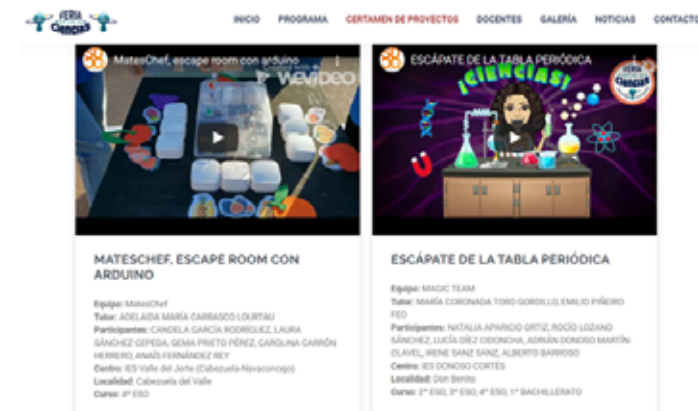 FERIA
CIENCIAS
INICIO PROGRAMA CERTAMEN DE PROYECTOS DOCENTES GALERÍA NOTICIAS CONTACTO
MatesChef, escape room con arduino
Created with
WEVIDEO
ESCÁPATE DE LA TABLA PERIÓDICA
¡CIENCIAS!
FERIA
CIENCIAS
MATESCHEF, ESCAPE ROOM CON
ARDUINO
Equipo: MatesChef
Tutor: ADELAIDA MARÍA CARRASCO LOURTAU
Participantes: CANDELA GARCÍA RODRÍGUEZ, LAURA
SÁNCHEZ CEPEDA, GEMA PRIETO PÉREZ, CAROLINA GARRÓN
HERRERO, ANAÍS FERNÁNDEZ REY
Centro: IES Valle del Jerte (Cabezuela-Navaconcejo)
Localidad: Cabezuela del Valle
Curso: 4º ESO
ESCÁPATE DE LA TABLA PERIÓDICA
Equipo: MAGIC TEAM
Tutor: MARÍA CORONADA TORO GORDILLO, EMILIO PIÑEIRO
FEO
Participantes: NATALIA APARICIO ORTIZ, ROCÍO LOZANO
SÁNCHEZ, LUCÍA DÍEZ CIDONCHA, ADRIÁN DONOSO MARTÍN-
CLAVEL, IRENE SANZ SANZ, ALBERTO BARROSO
Centro: IES DONOSO CORTÉS
Localidad: Don Benito
Curso: 2º ESO, 3º ESO, 4º ESO, 1º BACHILLERATO